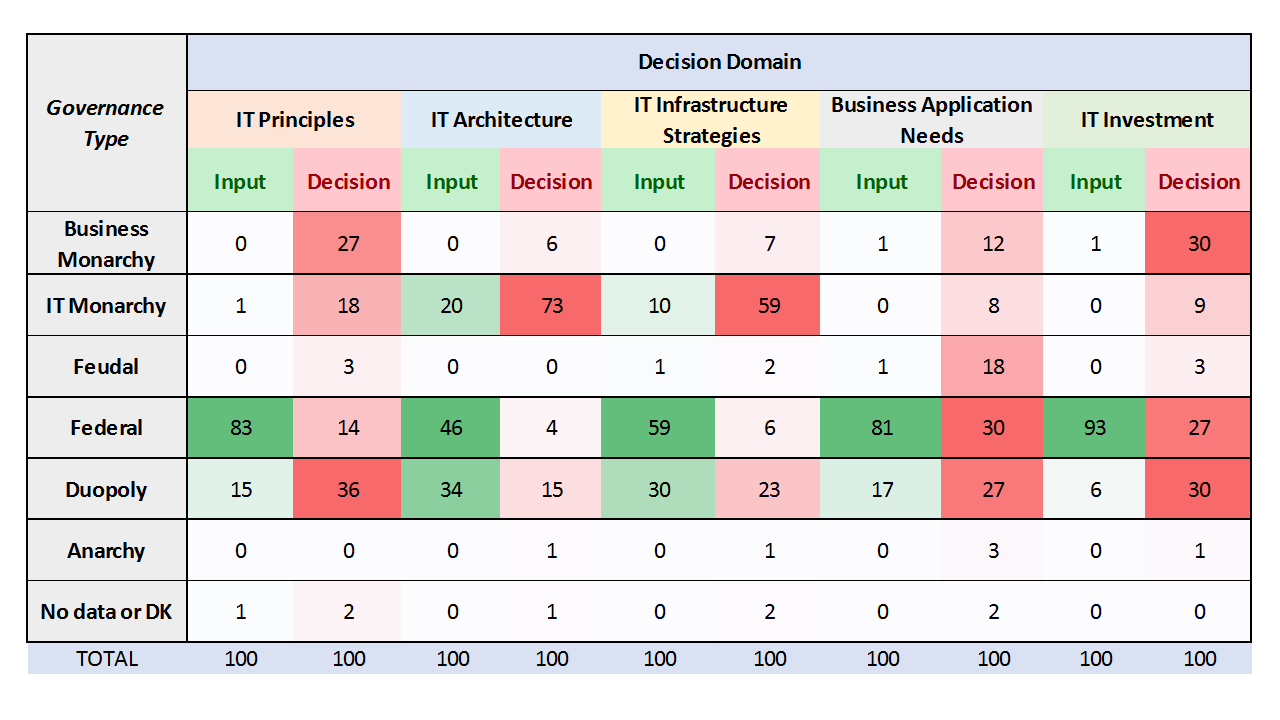 Decision Domain
Governance
Type
IT Principles
IT Architecture
IT Infrastructure
Strategies
Business Application
Needs
IT Investment
Input Decision Input Decision Input Decision Input Decision Input Decision
Business
Monarchy
0 27 0 6 0 7 1 12 1 30
IT Monarchy 1 18 20 73 10 59 0 8 0 9
Feudal 0 3 0 0 1 2 1 18 0 3
Federal 83 14 46 4 59 6 81 30 93 27
Duopoly 15 36 34 15 30 23 17 27 6 30
Anarchy 0 0 0 1 0 1 0 3 0 1
No data or DK 1 2 0 1 0 2 0 2 0 0
TOTAL 100 100 100 100 100 100 100 100 100 100